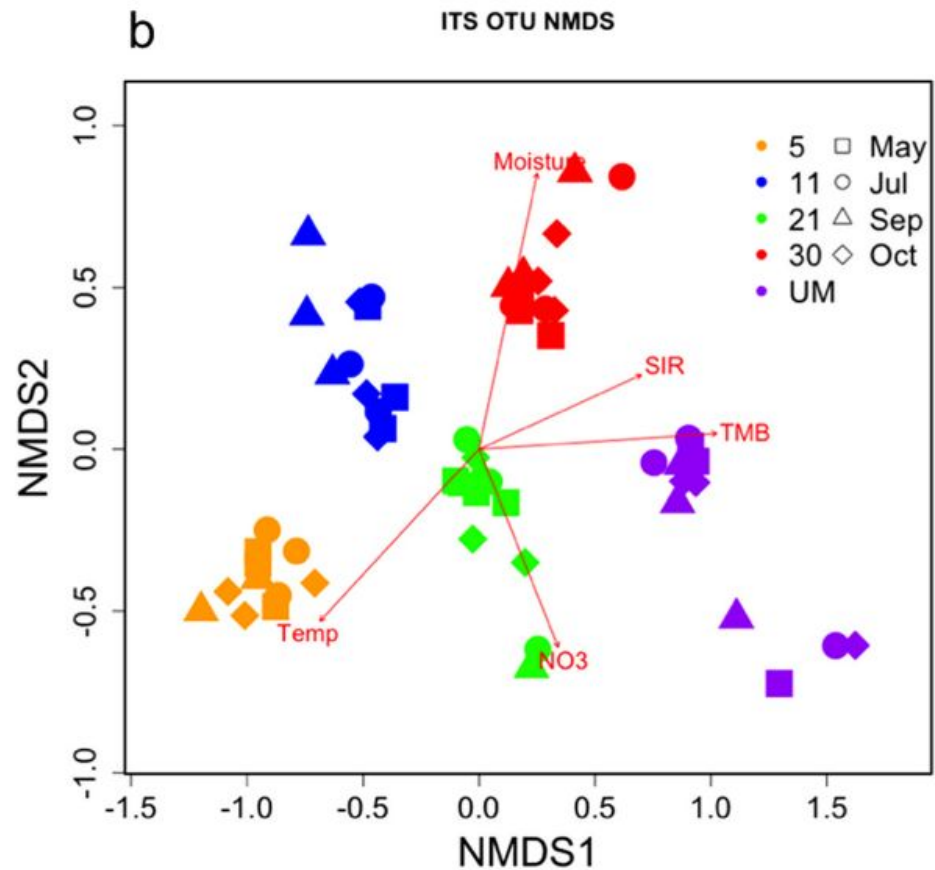 b
ITS OTU NMDS
5 May
11 Jul
21 Sep
30 Oct
UM
Moisture
SIR
TMB
Temp
NO3
NMDS2
1.0
0.5
0.0
-0.5
-1.0
-1.5 -1.0 -0.5 0.0 0.5 1.0 1.5
NMDS1